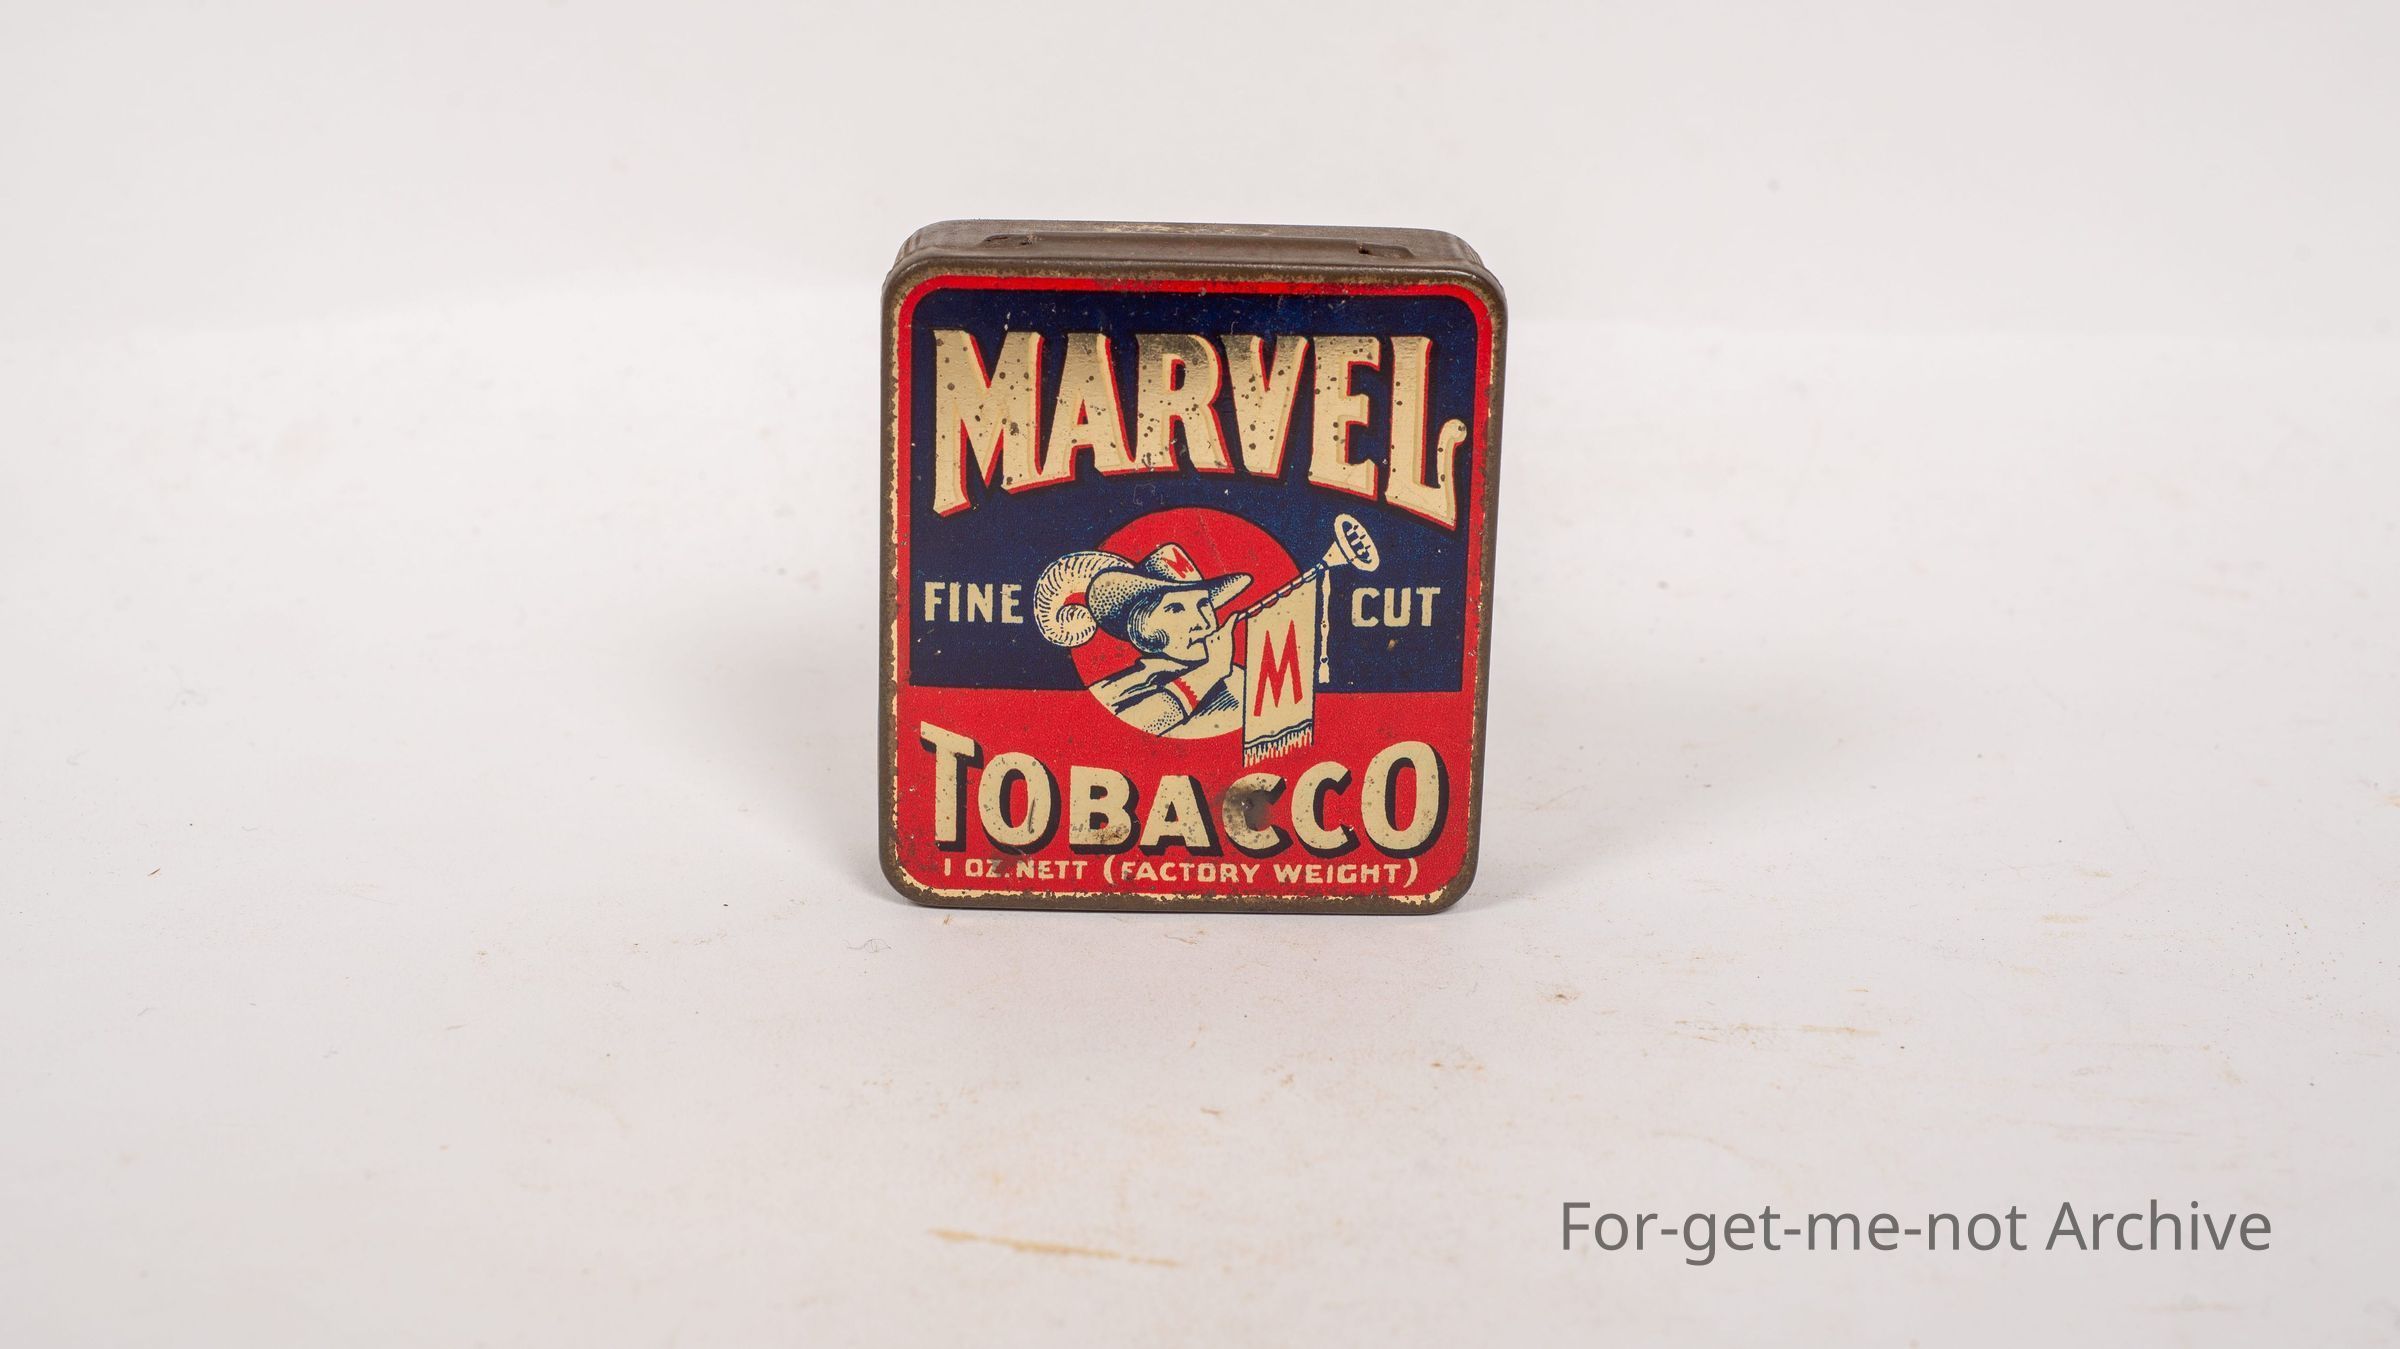 MARVEL
FINE CUT
M
M
TOBACCO
1 OZ. NETT (FACTORY WEIGHT)
For-get-me-not Archive